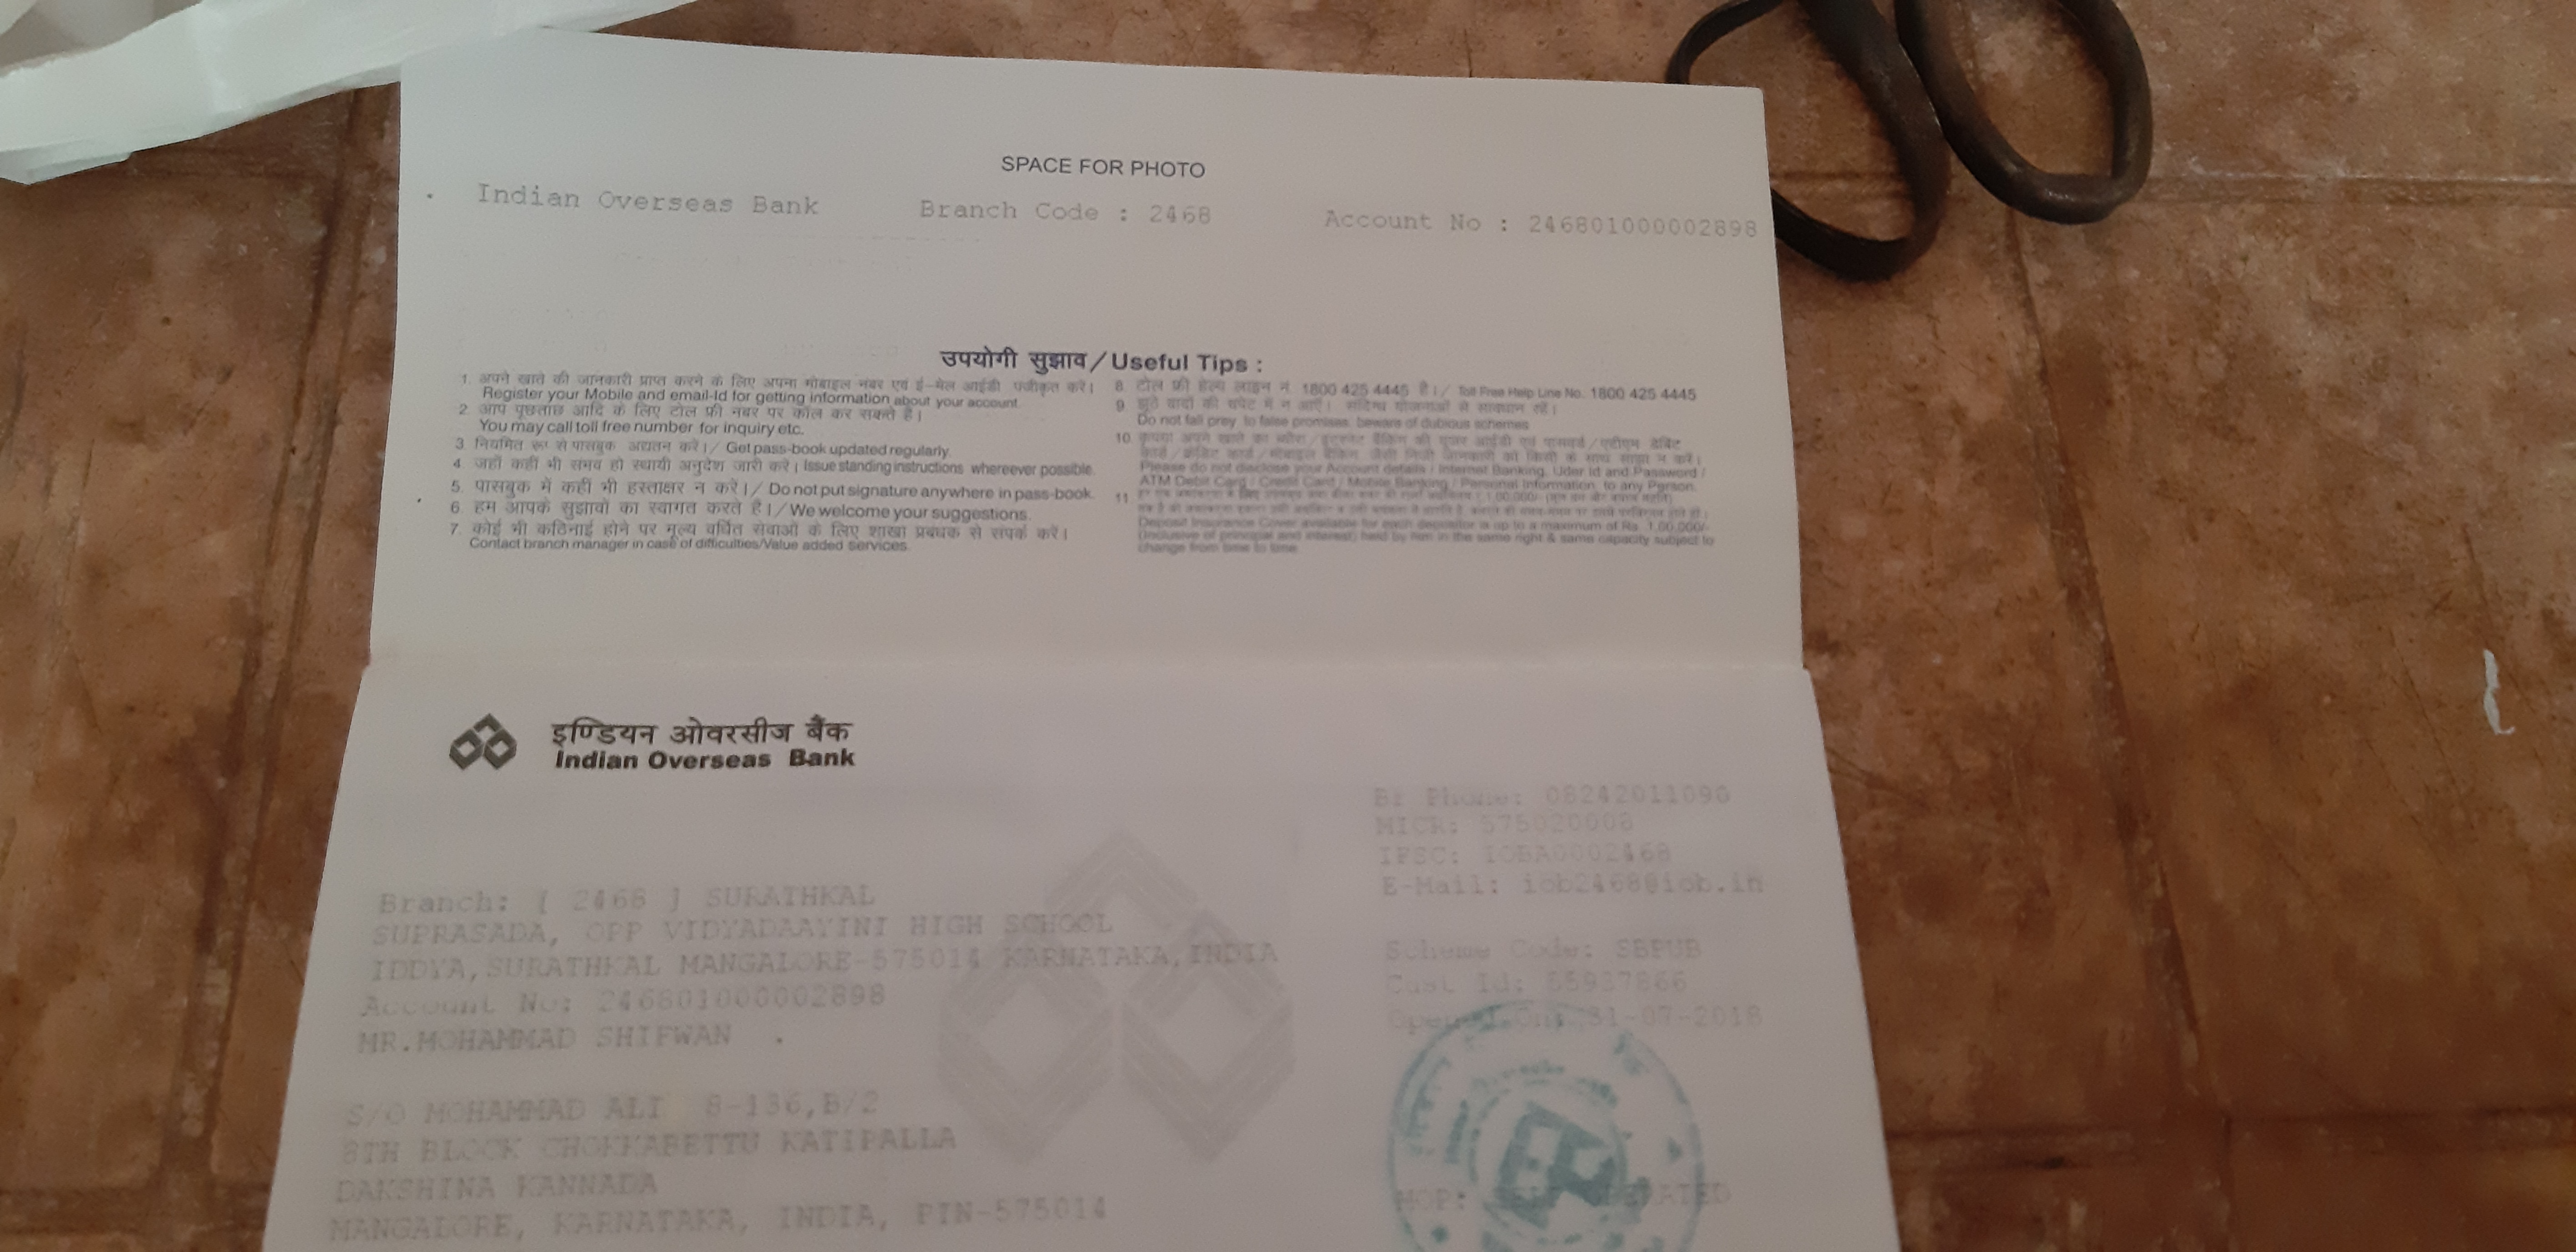 SPACE FOR PHOTO
Indian Overseas Bank Branch Code : 2468 Account No : 246801000002898
उपयोगी सुझाव/Useful Tips :
1. अपने खाते की जानकारी प्राप्त करने के लिए अपना मोबाइल नंबर एवं ई-मेल आईडी पंजीकृत करें।
Register your Mobile and email-Id for getting information about your account.
2. आप पूछताछ आदि के लिए टोल फ्री नंबर पर कॉल कर सकते हैं।
You may call toll free number for inquiry etc.
3 नियमित रूप से पासबुक अद्यतन करें।/ Get pass-book updated regularly.
4 जहाँ कहीं भी संभव हो स्थायी अनुदेश जारी करें। Issue standing instructions whereever possible.
5. पासबुक में कहीं भी हस्ताक्षर न करें।/ Do not put signature anywhere in pass-book.
6. हम आपके सुझावों का स्वागत करते हैं।/We welcome your suggestions.
7. कोई भी कठिनाई होने पर मूल्य वर्धित सेवाओं के लिए शाखा प्रबंधक से संपर्क करें।
Contact branch manager in case of difficulties/Value added services.
8. टोल फ्री हेल्प लाइन नं. 1800 425 4445 है।/ Toll Free Help Line No. 1800 425 4445
9 झूठे वादों की चपेट में न आएँ। संदिग्ध योजनाओं से सावधान रहें।
Do not fall prey to false promises: beware of dubious schemes
10. कृपया अपने खाते का ब्यौरा/इंटरनेट बैंकिंग की यूजर आईडी एवं पासवर्ड/एटीएम डेबिट
कार्ड/क्रेडिट कार्ड/मोबाइल बैंकिंग जैसी निजी जानकारी को किसी के साथ साझा न करें।
Please do not disclose your Account details / Internet Banking, Uder Id and Password /
ATM Debit Card / Credit Card / Mobile Banking / Personal Information, to any Person.
11.
Deposit Insurance Cover available for each depositor is up to a maximum of Rs. 1,00,000/-
(Inclusive of principal and interest) held by him in the same right & same capacity subject to
change from time to time.
इण्डियन ओवरसीज बैंक
Indian Overseas Bank
Br Phone: 08242011090
MICR: 575020008
IFSC: IOBA0002468
E-Mail: iob2468@iob.in
Branch: [ 2468 ] SURATHKAL
SUPRASADA, OPP VIDYADAAYINI HIGH SCHOOL
IDDYA,SURATHKAL MANGALORE-575014 KARNATAKA,INDIA
Account No: 246801000002898
MR.MOHAMMAD SHIFWAN .
Scheme Code: SBPUB
Cust Id: 55937866
Opened On: 31-07-2018
S/O MOHAMMAD ALI 8-136,B/2
8TH BLOCK CHOKKABETTU KATIPALLA
DAKSHINA KANNADA
MANGALORE, KARNATAKA, INDIA, PIN-575014
MOP: